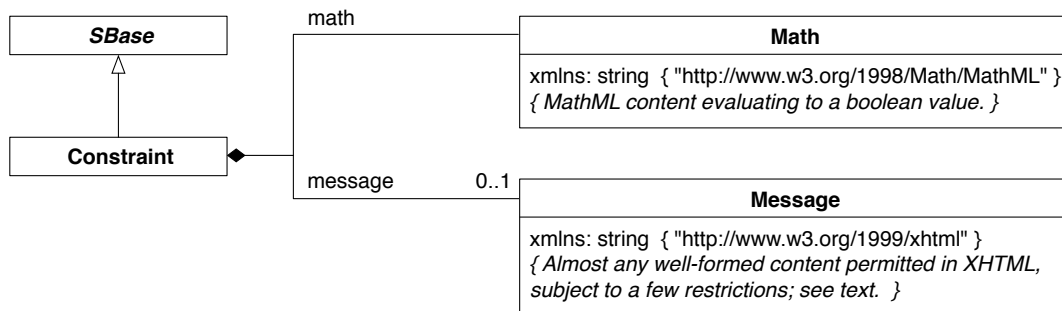 SBase
Constraint
math
message 0..1
Math
xmlns: string { "http://www.w3.org/1998/Math/MathML" }
{ MathML content evaluating to a boolean value. }
Message
xmlns: string { "http://www.w3.org/1999/xhtml" }
{ Almost any well-formed content permitted in XHTML,
subject to a few restrictions; see text. }